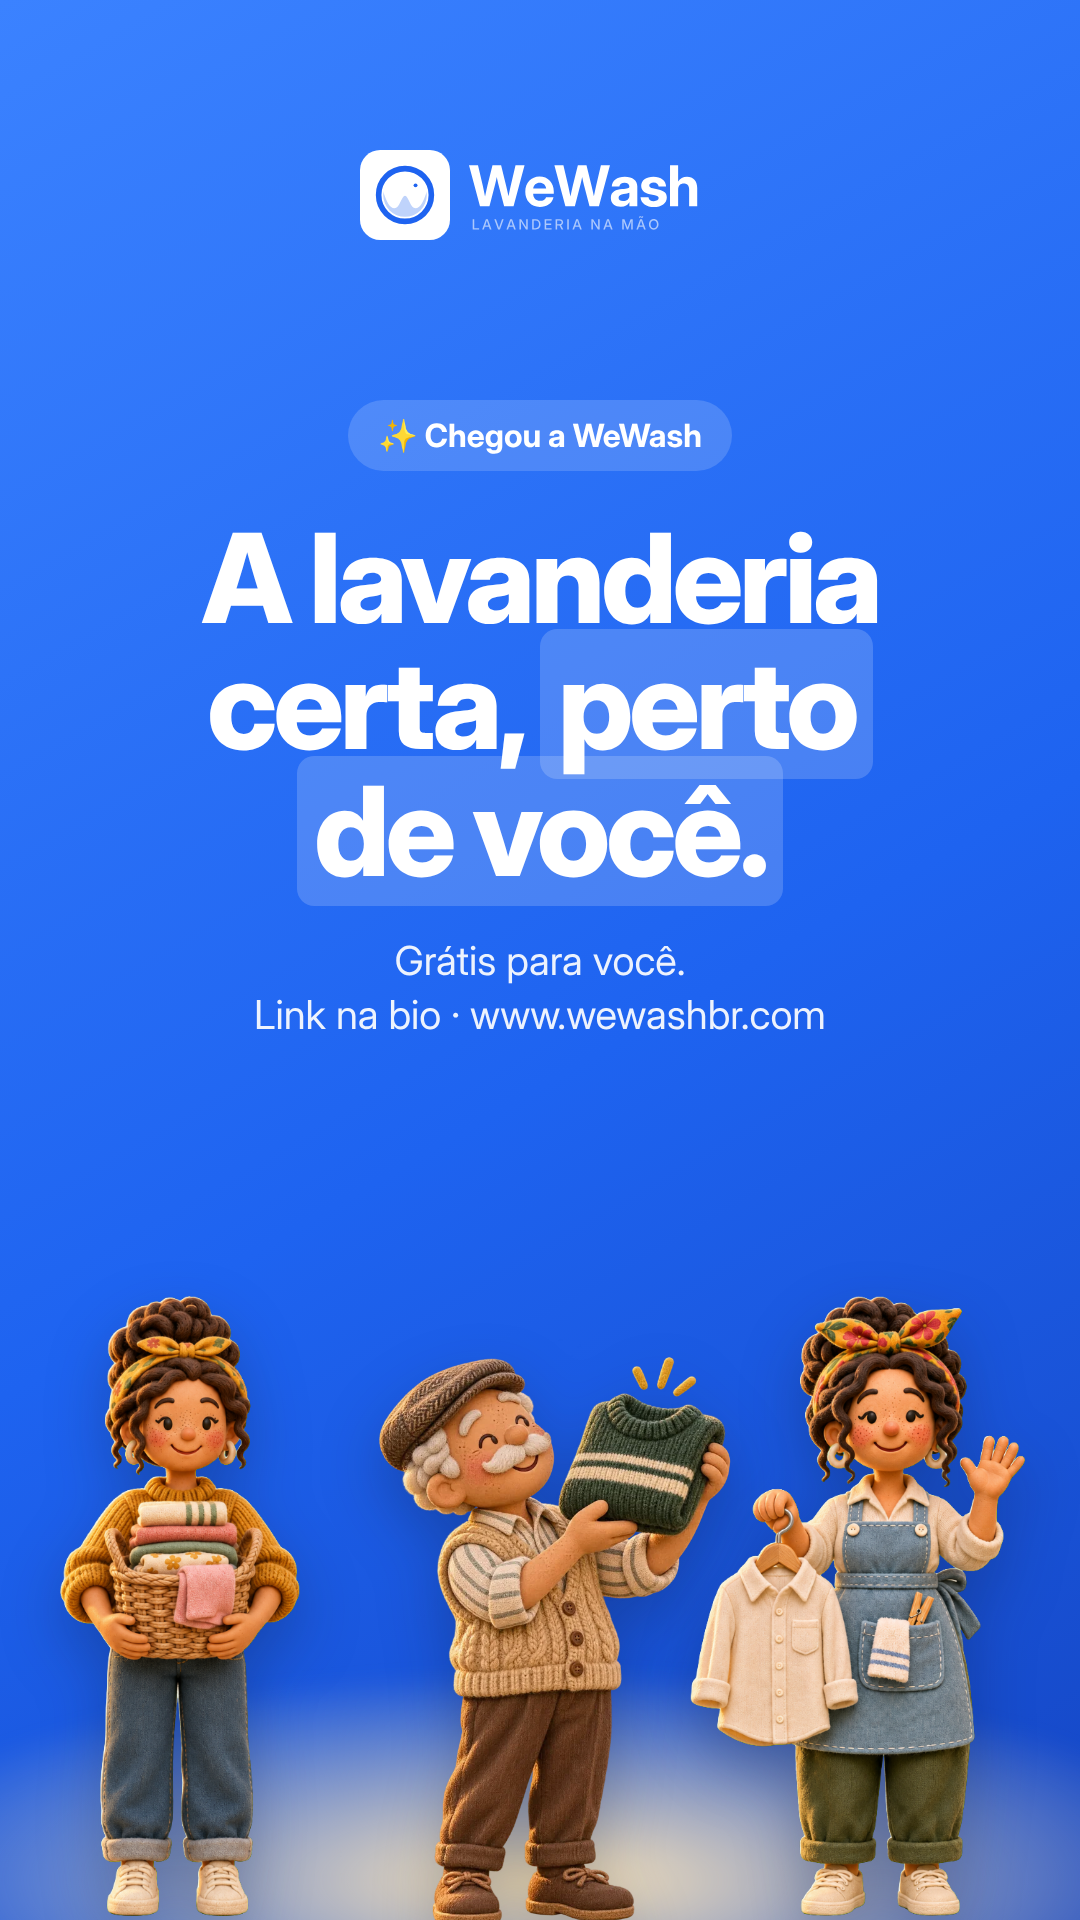 WeWash
LAVANDERIA NA MÃO
✨ Chegou a WeWash
A lavanderia
certa, perto
de você.
Grátis para você.
Link na bio · www.wewashbr.com